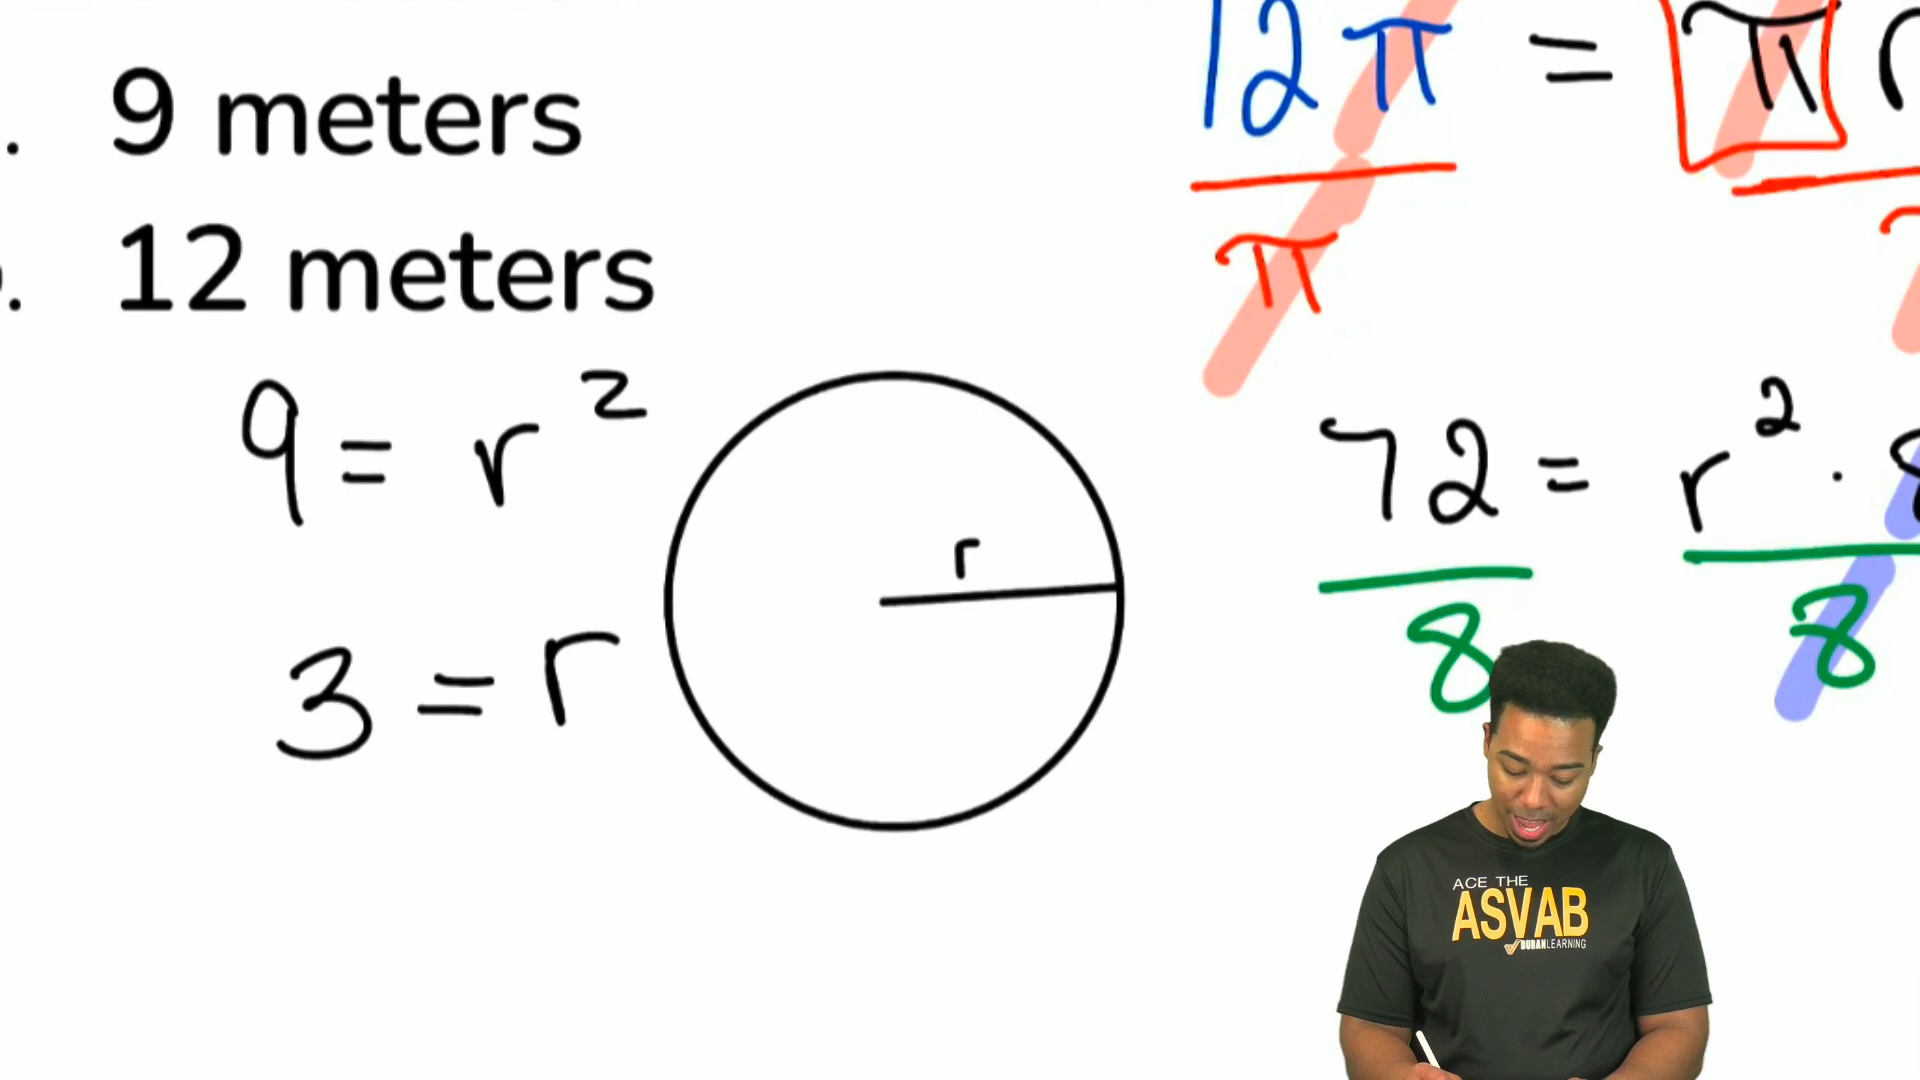 . 9 meters
. 12 meters
9 = r²
3 = r
r
12π = π r
π
72 = r² · 8
8 8
ACE THE
ASVAB
DURAN LEARNING